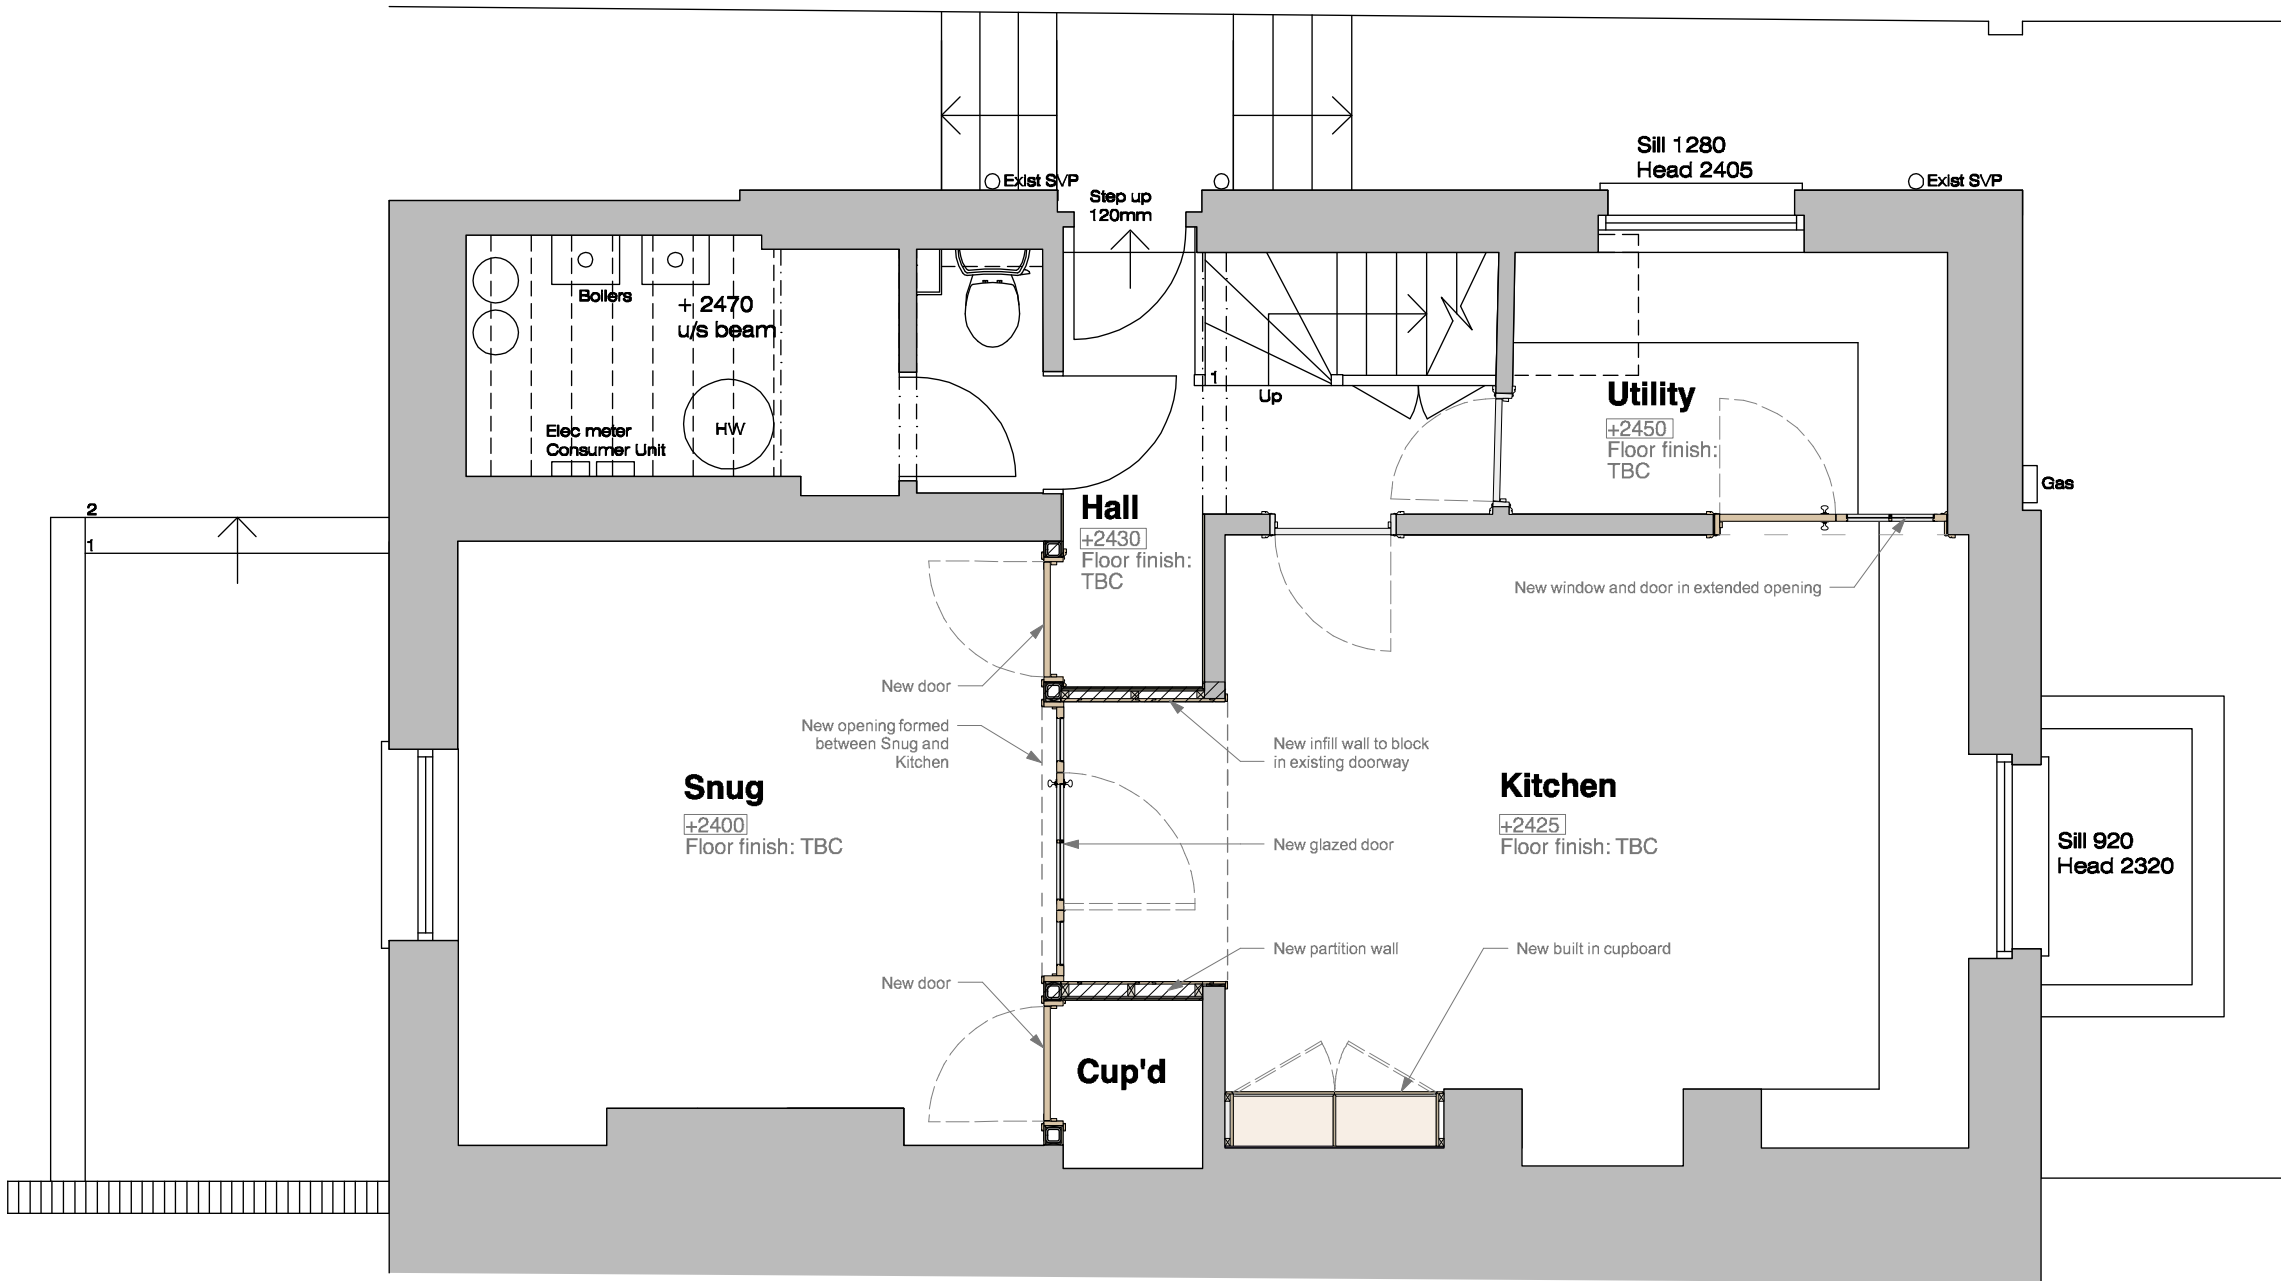 Sill 1280
Head 2405
Exist SVP
Step up
120mm
Exist SVP
Boilers
+ 2470
u/s beam
HW
Elec meter
Consumer Unit
1
Up
Utility
+2450
Floor finish:
TBC
Gas
2
1
Hall
+2430
Floor finish:
TBC
New window and door in extended opening
New door
New opening formed
between Snug and
Kitchen
New infill wall to block
in existing doorway
Snug
+2400
Floor finish: TBC
Kitchen
+2425
Floor finish: TBC
New glazed door
Sill 920
Head 2320
New partition wall
New built in cupboard
New door
Cup'd